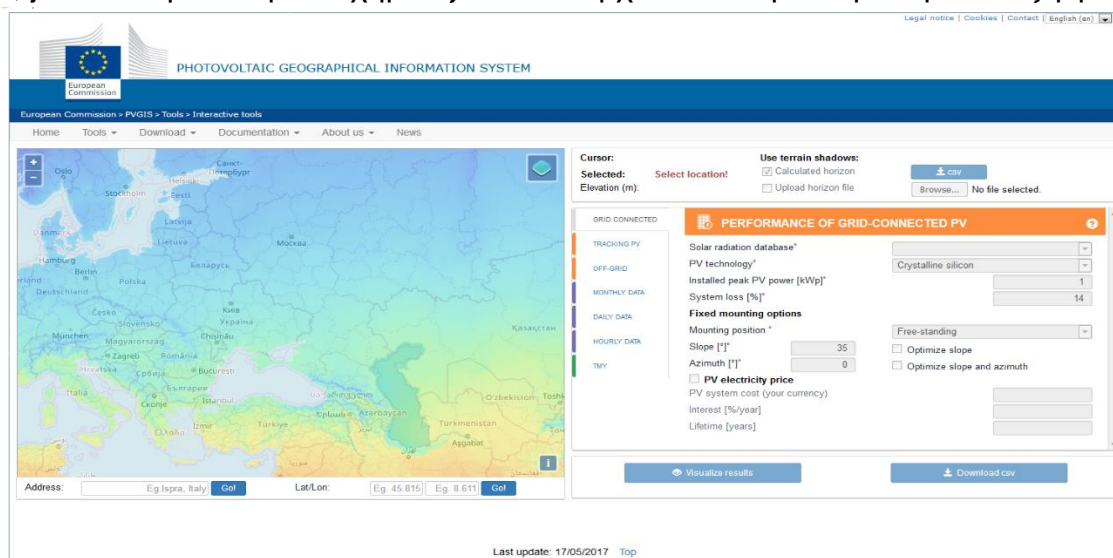 Legal notice | Cookies | Contact | English (en)
European
Commission
PHOTOVOLTAIC GEOGRAPHICAL INFORMATION SYSTEM
European Commission > PVGIS > Tools > Interactive tools
Home Tools Download Documentation About us News
+
-
Oslo
Санкт-
Петербург
Helsinki
Stockholm Eesti
Latvija
Danmark
Lietuva Москва
Hamburg
Berlin Беларусь
Polska
Deutschland
Česko Київ
Slovensko Україна
München Chișinău Қазақстан
Magyarország
Zagreb România
Hrvatska Србија București
Italia България
Скопје Istanbul Azərbaycan O'zbekiston
Ελλάδα İzmir Türkiye Türkmenistan
Aşgabat
i
Address: Eg.Ispra, Italy Go! Lat/Lon: Eg. 45.815 Eg. 8.611 Go!
Cursor: Use terrain shadows:
Selected: Select location! Calculated horizon csv
Elevation (m): Upload horizon file Browse... No file selected.
GRID CONNECTED
TRACKING PV
OFF-GRID
MONTHLY DATA
DAILY DATA
HOURLY DATA
TMY
PERFORMANCE OF GRID-CONNECTED PV ?
Solar radiation database*
PV technology* Crystalline silicon
Installed peak PV power [kWp]* 1
System loss [%]* 14
Fixed mounting options
Mounting position * Free-standing
Slope [°]* 35 Optimize slope
Azimuth [°]* 0 Optimize slope and azimuth
PV electricity price
PV system cost (your currency)
Interest [%/year]
Lifetime [years]
Visualize results Download csv
Last update: 17/05/2017 Top